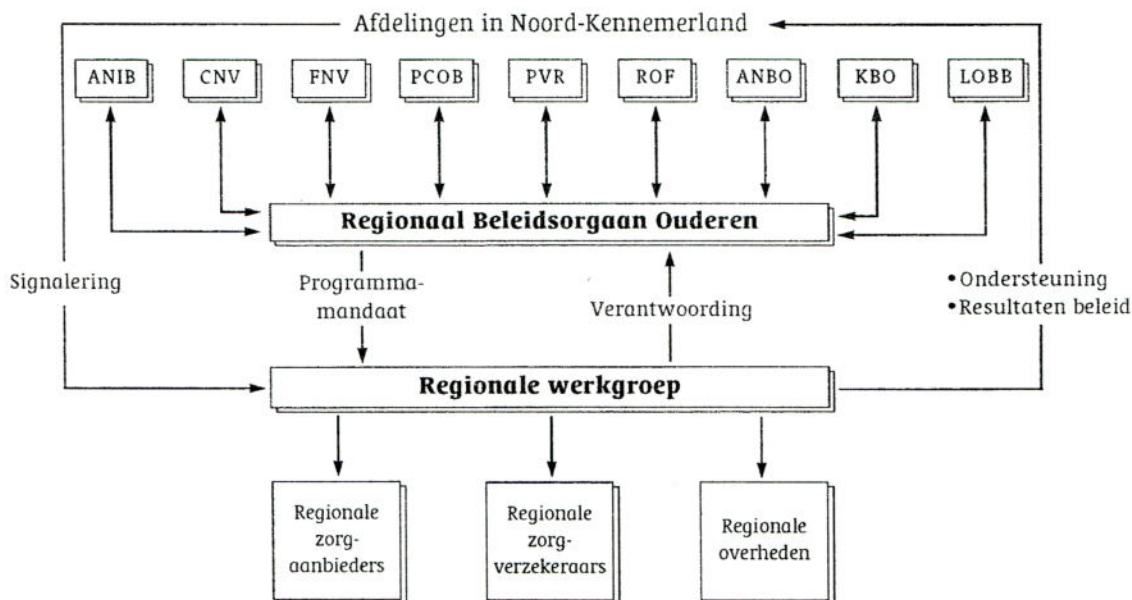 Afdelingen in Noord-Kennemerland
ANIB
CNV
FNV
PCOB
PVR
ROF
ANBO
KBO
LOBB
Regionaal Beleidsorgaan Ouderen
Signalering
Programma-
mandaat
Verantwoording
•Ondersteuning
•Resultaten beleid
Regionale werkgroep
Regionale
zorg-
aanbieders
Regionale
zorg-
verzekeraars
Regionale
overheden